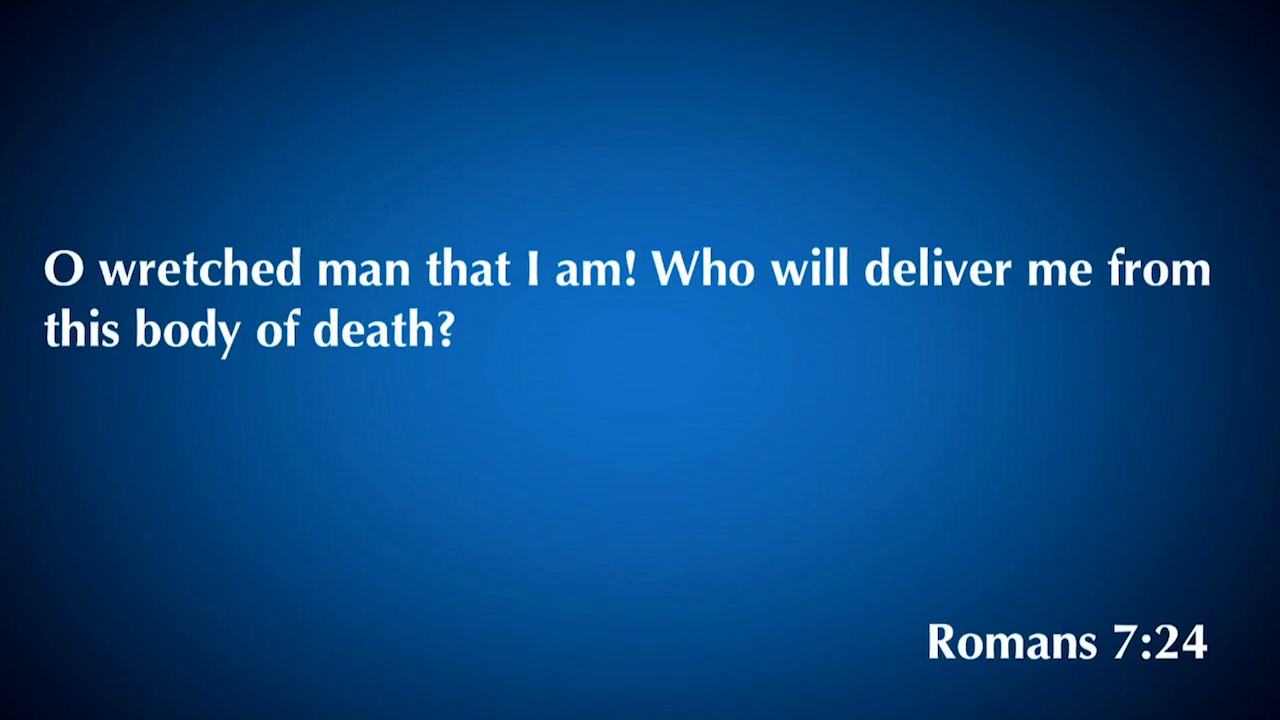 O wretched man that I am! Who will deliver me from
this body of death?
Romans 7:24